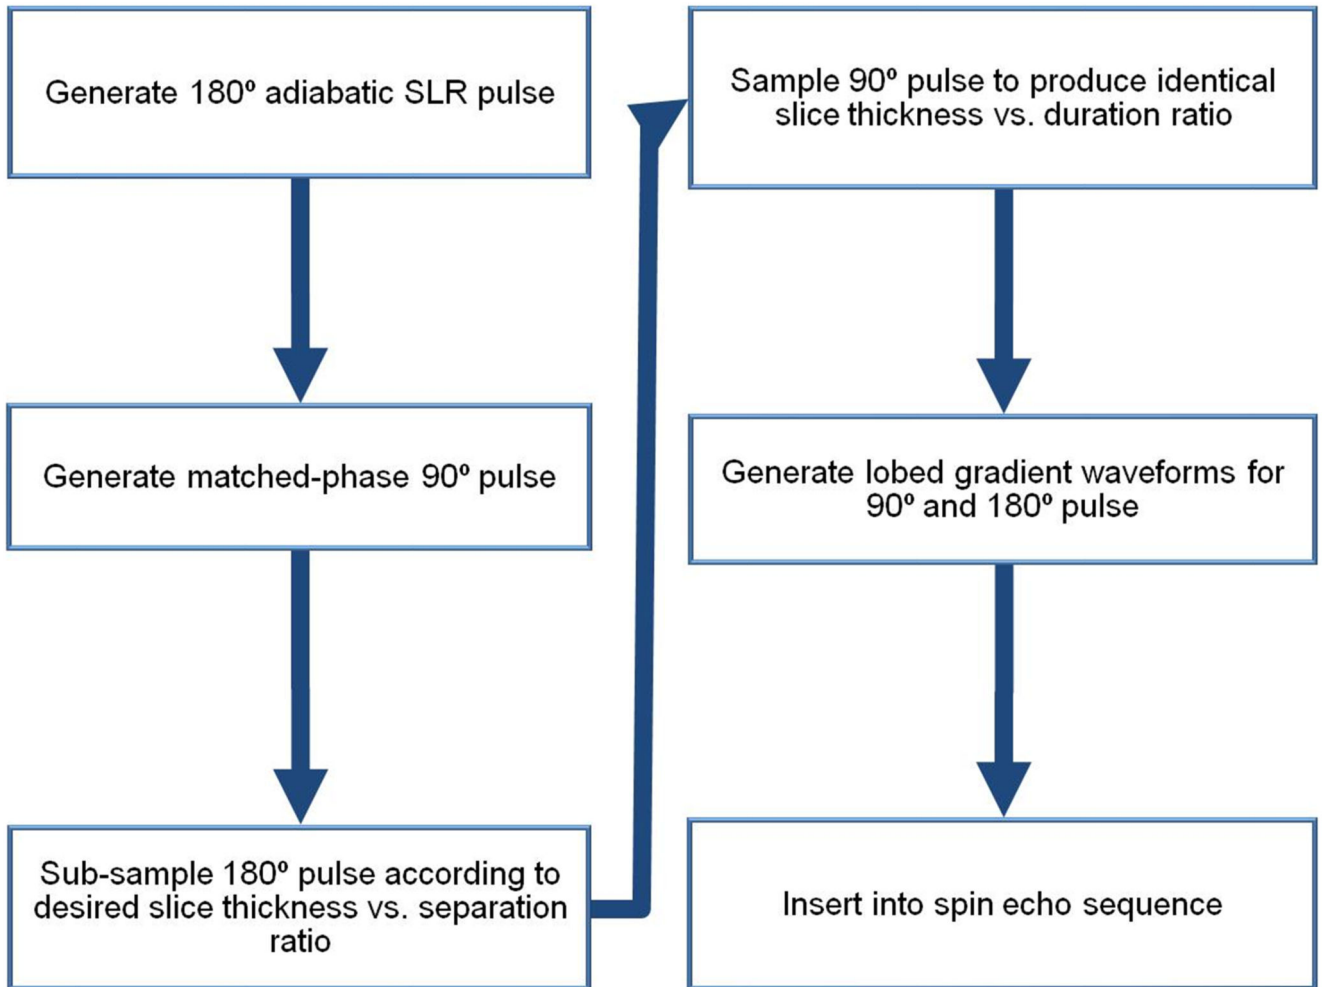 Generate 180º adiabatic SLR pulse
Generate matched-phase 90º pulse
Sub-sample 180º pulse according to
desired slice thickness vs. separation
ratio
Sample 90º pulse to produce identical
slice thickness vs. duration ratio
Generate lobed gradient waveforms for
90º and 180º pulse
Insert into spin echo sequence